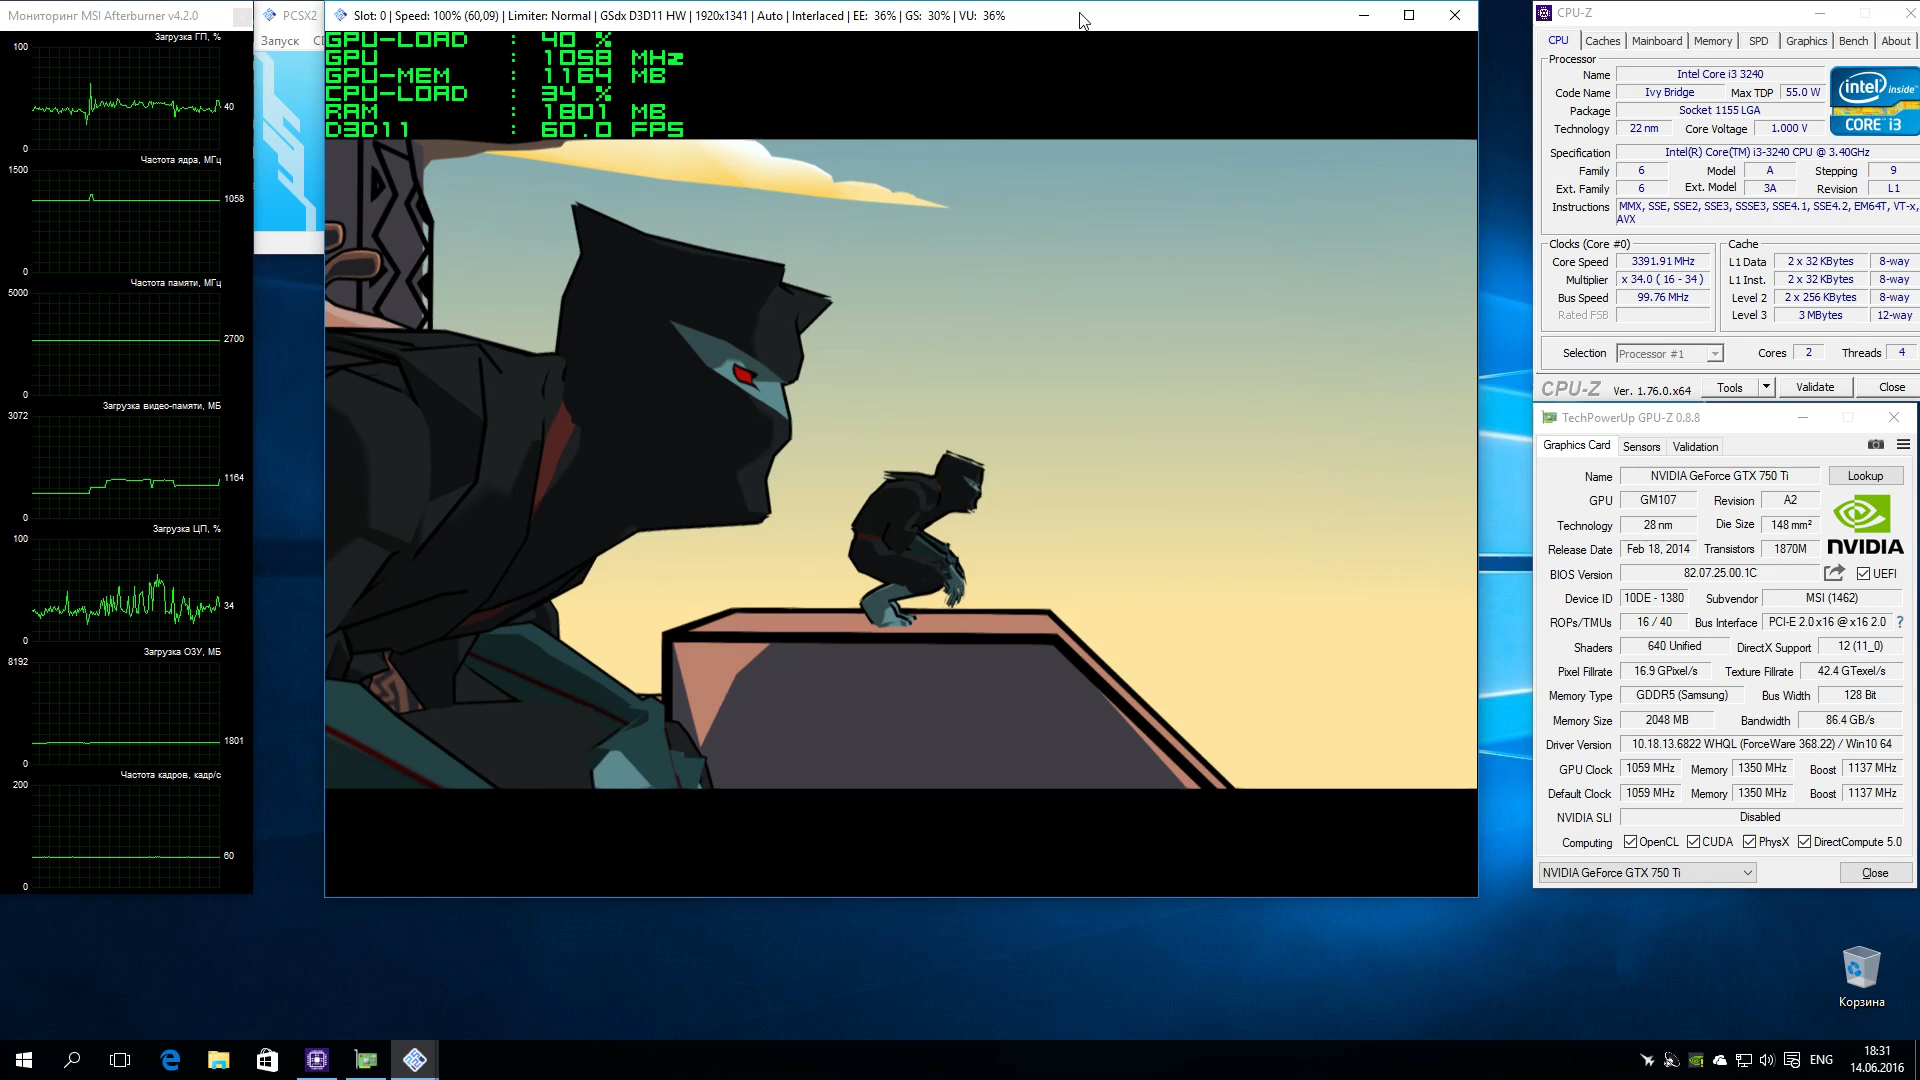 Мониторинг MSI Afterburner v4.2.0
Загрузка ГП, %
100
40
0
Частота ядра, МГц
1500
1058
0
Частота памяти, МГц
5000
2700
0
Загрузка видео-памяти, МБ
3072
1164
0
Загрузка ЦП, %
100
34
0
Загрузка ОЗУ, МБ
8192
1801
0
Частота кадров, кадр/с
200
60
0
PCSX2
Запуск
Slot: 0 | Speed: 100% (60,09) | Limiter: Normal | GSdx D3D11 HW | 1920x1341 | Auto | Interlaced | EE: 36% | GS: 30% | VU: 36%
GPU-LOAD : 40 %
GPU : 1058 MHz
GPU-MEM : 1164 MB
CPU-LOAD : 34 %
RAM : 1801 MB
D3D11 : 60.0 FPS
CPU-Z
CPU Caches Mainboard Memory SPD Graphics Bench About
Processor
Name Intel Core i3 3240
Code Name Ivy Bridge Max TDP 55.0 W
Package Socket 1155 LGA
Technology 22 nm Core Voltage 1.000 V
intel inside™
CORE i3
Specification Intel(R) Core(TM) i3-3240 CPU @ 3.40GHz
Family 6 Model A Stepping 9
Ext. Family 6 Ext. Model 3A Revision L1
Instructions MMX, SSE, SSE2, SSE3, SSSE3, SSE4.1, SSE4.2, EM64T, VT-x,
AVX
Clocks (Core #0)
Core Speed 3391.91 MHz
Multiplier x 34.0 ( 16 - 34 )
Bus Speed 99.76 MHz
Rated FSB
Cache
L1 Data 2 x 32 KBytes 8-way
L1 Inst. 2 x 32 KBytes 8-way
Level 2 2 x 256 KBytes 8-way
Level 3 3 MBytes 12-way
Selection Processor #1 Cores 2 Threads 4
CPU-Z Ver. 1.76.0.x64 Tools Validate Close
TechPowerUp GPU-Z 0.8.8
Graphics Card Sensors Validation
Name NVIDIA GeForce GTX 750 Ti Lookup
GPU GM107 Revision A2
Technology 28 nm Die Size 148 mm²
Release Date Feb 18, 2014 Transistors 1870M
NVIDIA
BIOS Version 82.07.25.00.1C UEFI
Device ID 10DE - 1380 Subvendor MSI (1462)
ROPs/TMUs 16 / 40 Bus Interface PCI-E 2.0 x16 @ x16 2.0 ?
Shaders 640 Unified DirectX Support 12 (11_0)
Pixel Fillrate 16.9 GPixel/s Texture Fillrate 42.4 GTexel/s
Memory Type GDDR5 (Samsung) Bus Width 128 Bit
Memory Size 2048 MB Bandwidth 86.4 GB/s
Driver Version 10.18.13.6822 WHQL (ForceWare 368.22) / Win10 64
GPU Clock 1059 MHz Memory 1350 MHz Boost 1137 MHz
Default Clock 1059 MHz Memory 1350 MHz Boost 1137 MHz
NVIDIA SLI Disabled
Computing OpenCL CUDA PhysX DirectCompute 5.0
NVIDIA GeForce GTX 750 Ti Close
Корзина
ENG
18:31
14.06.2016